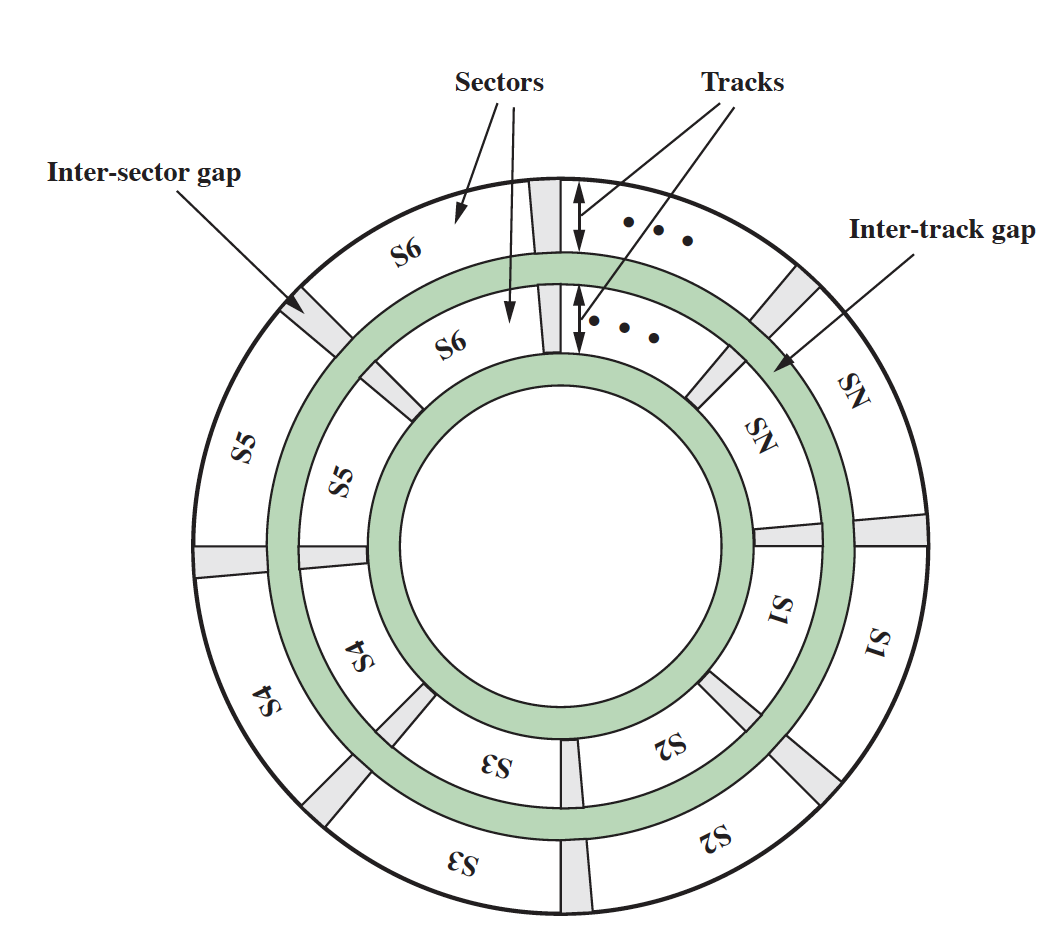 Sectors
Tracks
Inter-sector gap
Inter-track gap
S6
• • •
SN
S5
S1
S4
S2
S3
S6
• • •
SN
S5
S1
S4
S2
S3